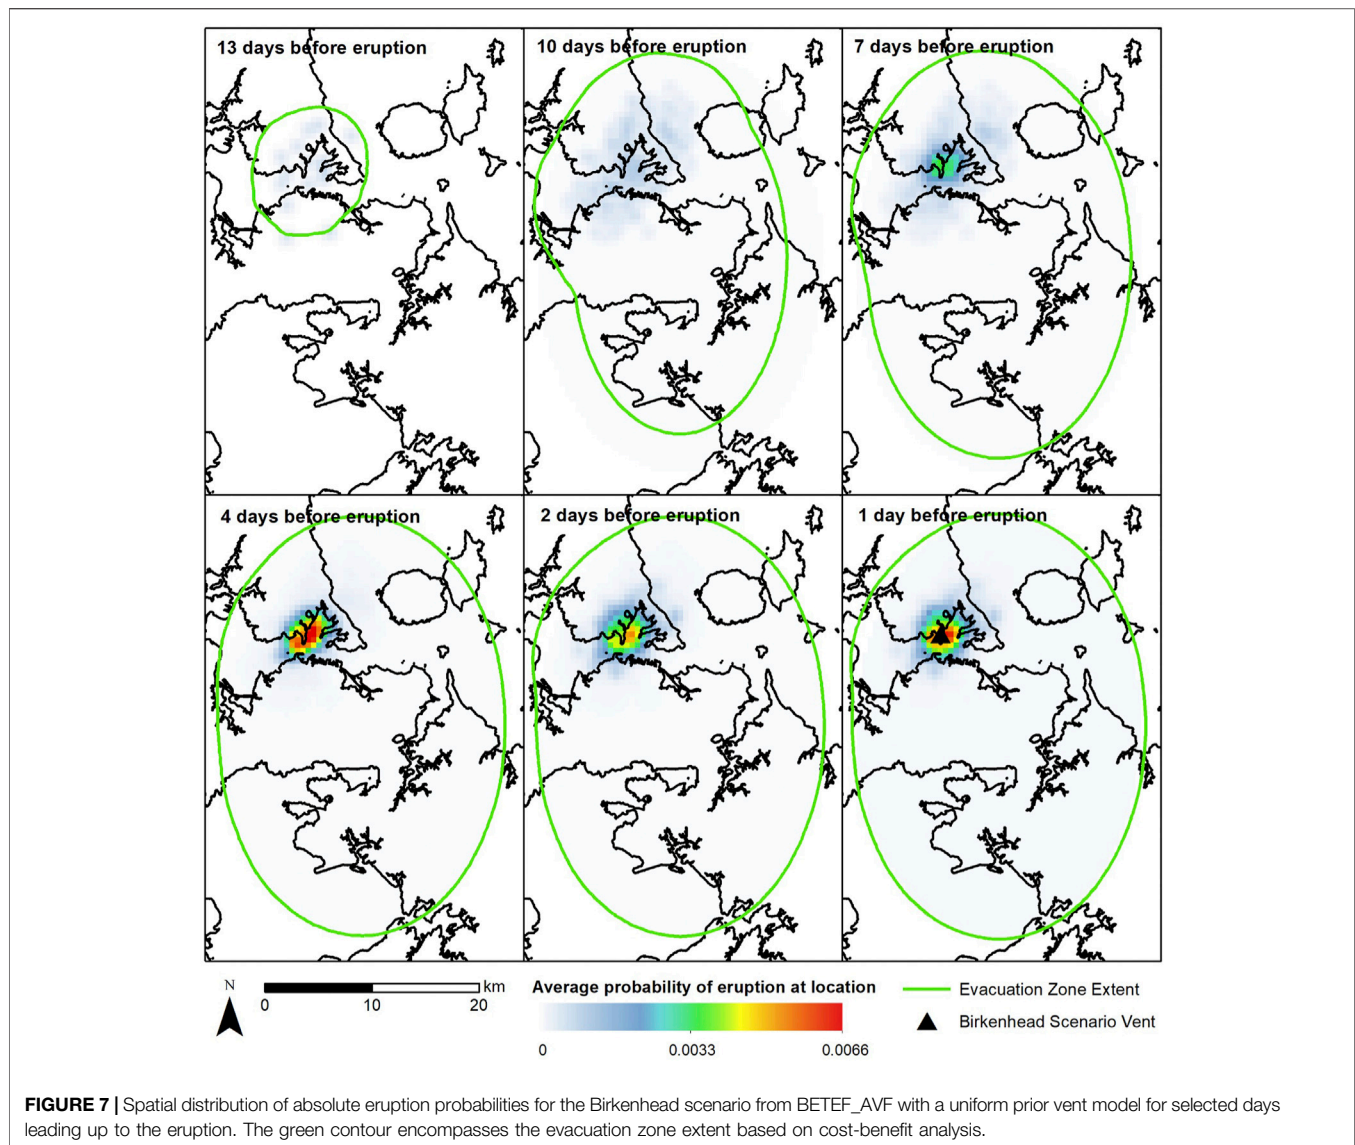 13 days before eruption
10 days before eruption
7 days before eruption
4 days before eruption
2 days before eruption
1 day before eruption
N
km
0 10 20
Average probability of eruption at location
0 0.0033 0.0066
Evacuation Zone Extent
Birkenhead Scenario Vent
FIGURE 7 | Spatial distribution of absolute eruption probabilities for the Birkenhead scenario from BETEF_AVF with a uniform prior vent model for selected days
leading up to the eruption. The green contour encompasses the evacuation zone extent based on cost-benefit analysis.